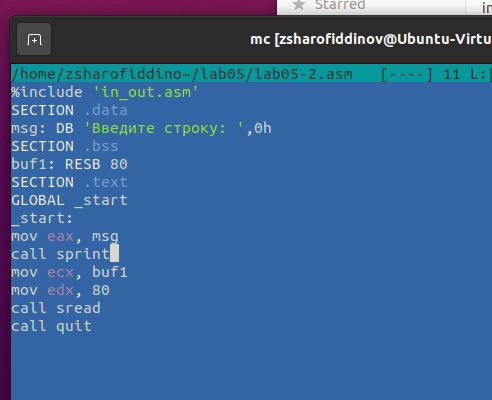 Starred
in
mc [zsharofiddinov@Ubuntu-Virtu
/home/zsharofiddino~/lab05/lab05-2.asm [----] 11 L:[
%include 'in_out.asm'
SECTION .data
msg: DB 'Введите строку: ',0h
SECTION .bss
buf1: RESB 80
SECTION .text
GLOBAL _start
_start:
mov eax, msg
call sprint
mov ecx, buf1
mov edx, 80
call sread
call quit